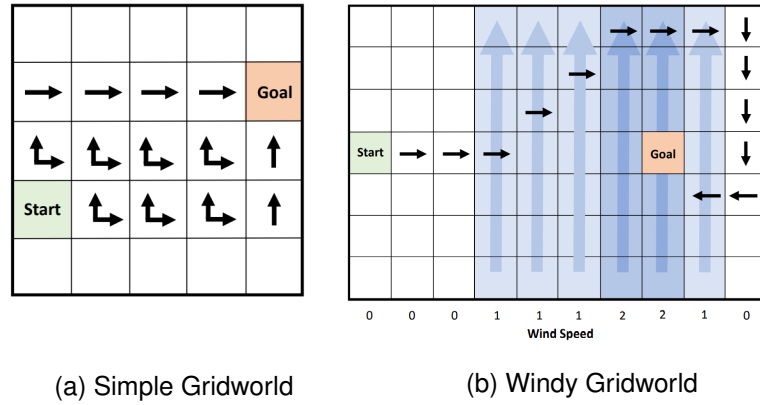 Goal
Start
Start
Goal
0 0 0 1 1 1 2 2 1 0
Wind Speed
(a) Simple Gridworld
(b) Windy Gridworld